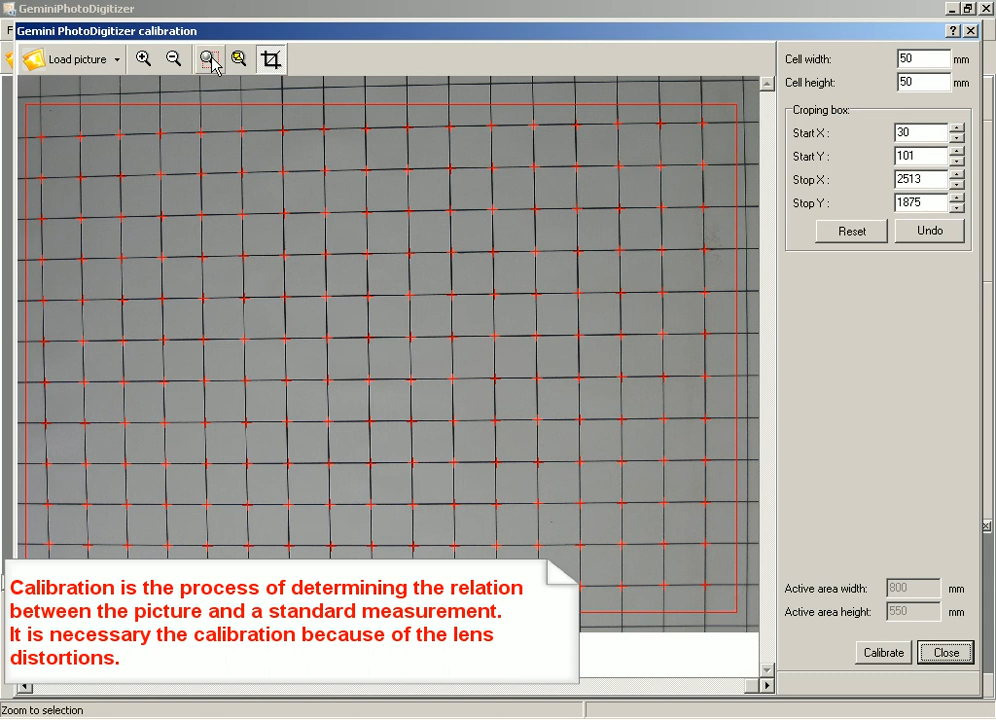 GeminiPhotoDigitizer
Gemini PhotoDigitizer calibration
F
Load picture
Cell width: 50 mm
Cell height: 50 mm
Croping box:
Start X: 30
Start Y: 101
Stop X: 2513
Stop Y: 1875
Reset Undo
Calibration is the process of determining the relation
between the picture and a standard measurement.
It is necessary the calibration because of the lens
distortions.
Active area width: 800 mm
Active area height: 550 mm
Calibrate Close
Zoom to selection